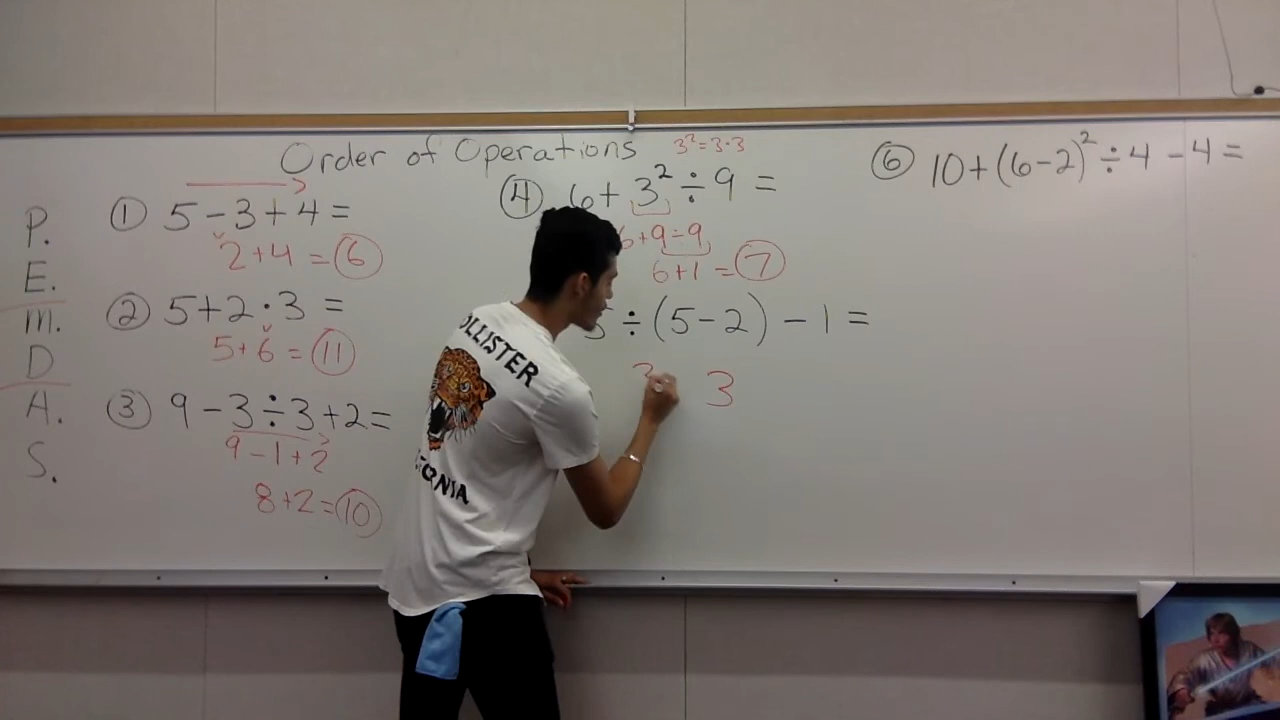 Order of Operations
P.
E.
M.
D
A.
S.
① 5 - 3 + 4 =
2 + 4 = 6
② 5 + 2 · 3 =
5 + 6 = 11
③ 9 - 3 ÷ 3 + 2 =
9 - 1 + 2
8 + 2 = 10
3² = 3 · 3
④ 6 + 3² ÷ 9 =
6 + 9 ÷ 9
6 + 1 = 7
÷ (5 - 2) - 1 =
3
⑥ 10 + (6 - 2)² ÷ 4 - 4 =
HOLLISTER
CALIFORNIA